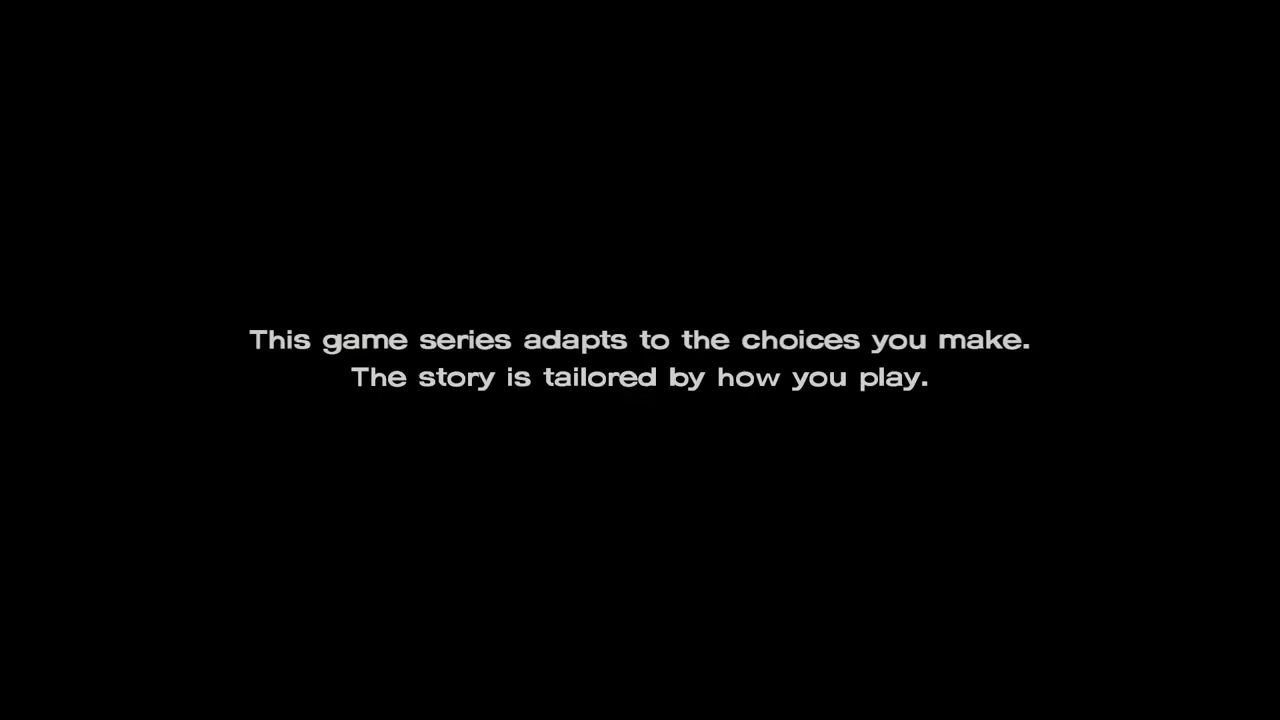 This game series adapts to the choices you make.
The story is tailored by how you play.